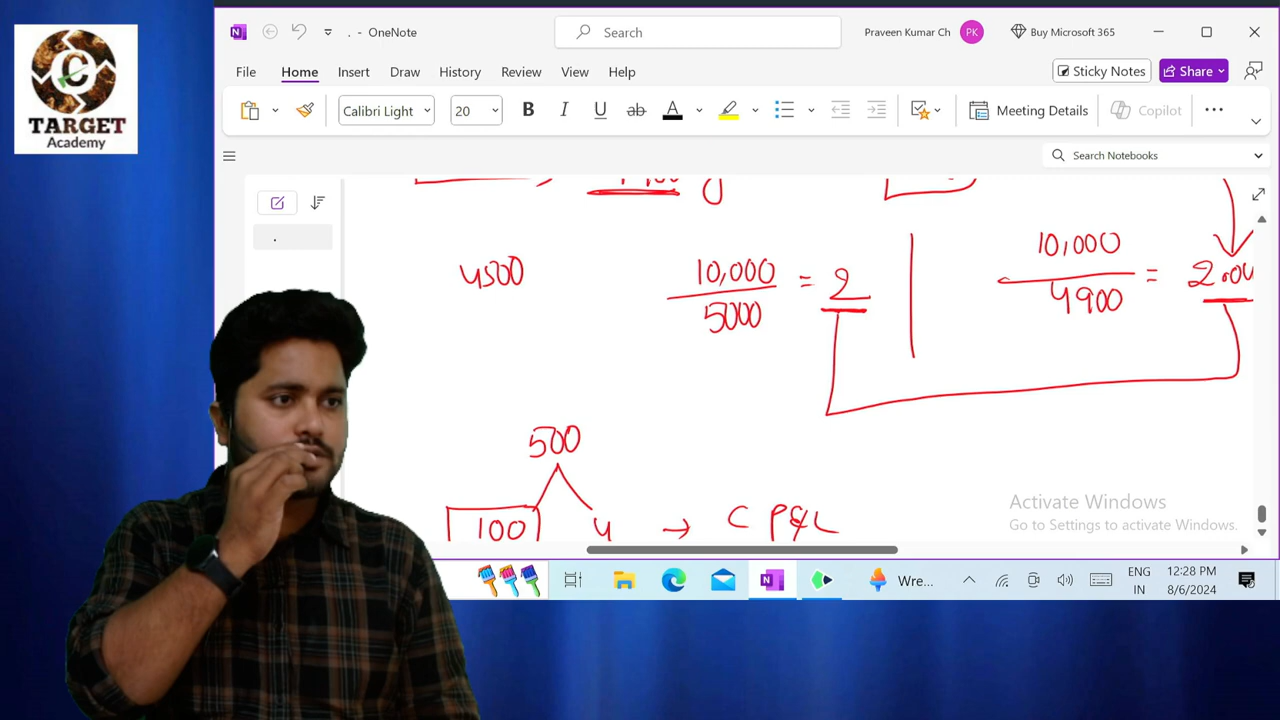 TARGET
Academy
. - OneNote
Search
Praveen Kumar Ch
PK
Buy Microsoft 365
File Home Insert Draw History Review View Help
Sticky Notes
Share
Calibri Light
20
B I U ab A
Meeting Details
Copilot
Search Notebooks
.
4500
10,000
5000
= 2
10,000
4900
= 2.04
500
100
4 → C P&L
Activate Windows
Go to Settings to activate Windows.
Wre...
ENG
IN
12:28 PM
8/6/2024